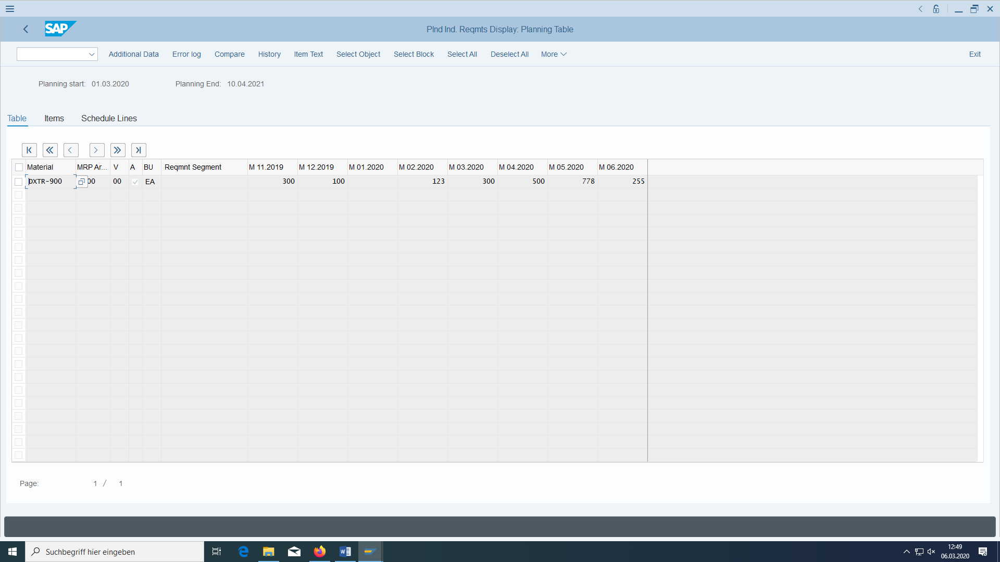 SAP
Plnd Ind. Reqmts Display: Planning Table
Additional Data Error log Compare History Item Text Select Object Select Block Select All Deselect All More Exit
Planning start: 01.03.2020 Planning End: 10.04.2021
Table Items Schedule Lines
Material MRP Ar... V A BU Reqmnt Segment M 11.2019 M 12.2019 M 01.2020 M 02.2020 M 03.2020 M 04.2020 M 05.2020 M 06.2020
DXTR-900 00 00 EA 300 100 123 300 500 778 255
Page: 1 / 1
Suchbegriff hier eingeben
12:49
06.03.2020